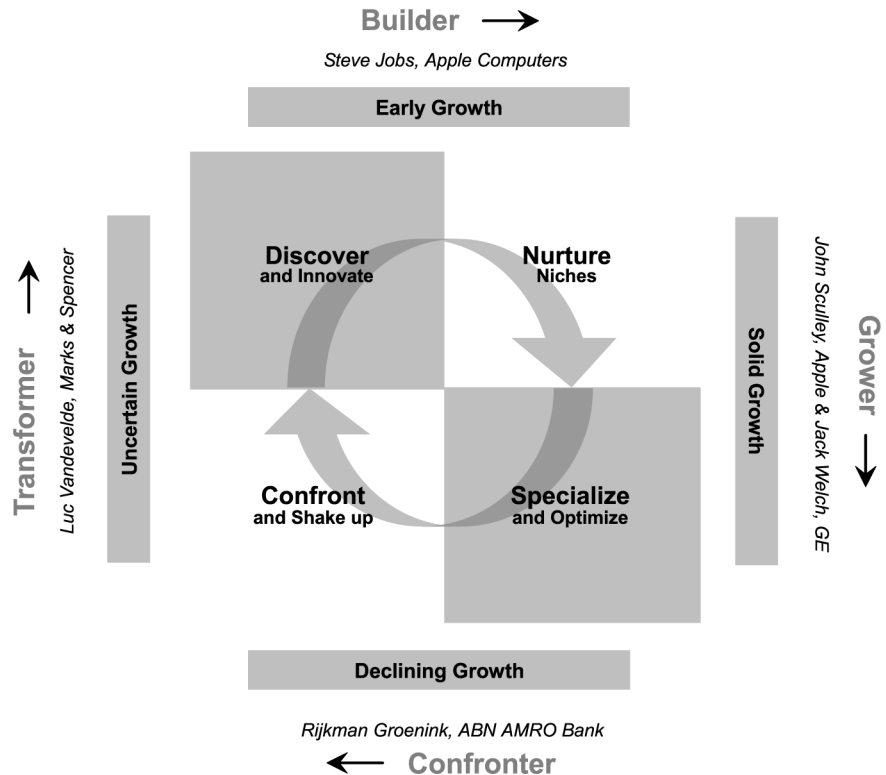 Builder
Steve Jobs, Apple Computers
Early Growth
Discover
and Innovate
Nurture
Niches
Transformer
Luc Vandevelde, Marks & Spencer
Uncertain Growth
Solid Growth
John Sculley, Apple & Jack Welch, GE
Grower
Confront
and Shake up
Specialize
and Optimize
Declining Growth
Rijkman Groenink, ABN AMRO Bank
Confronter